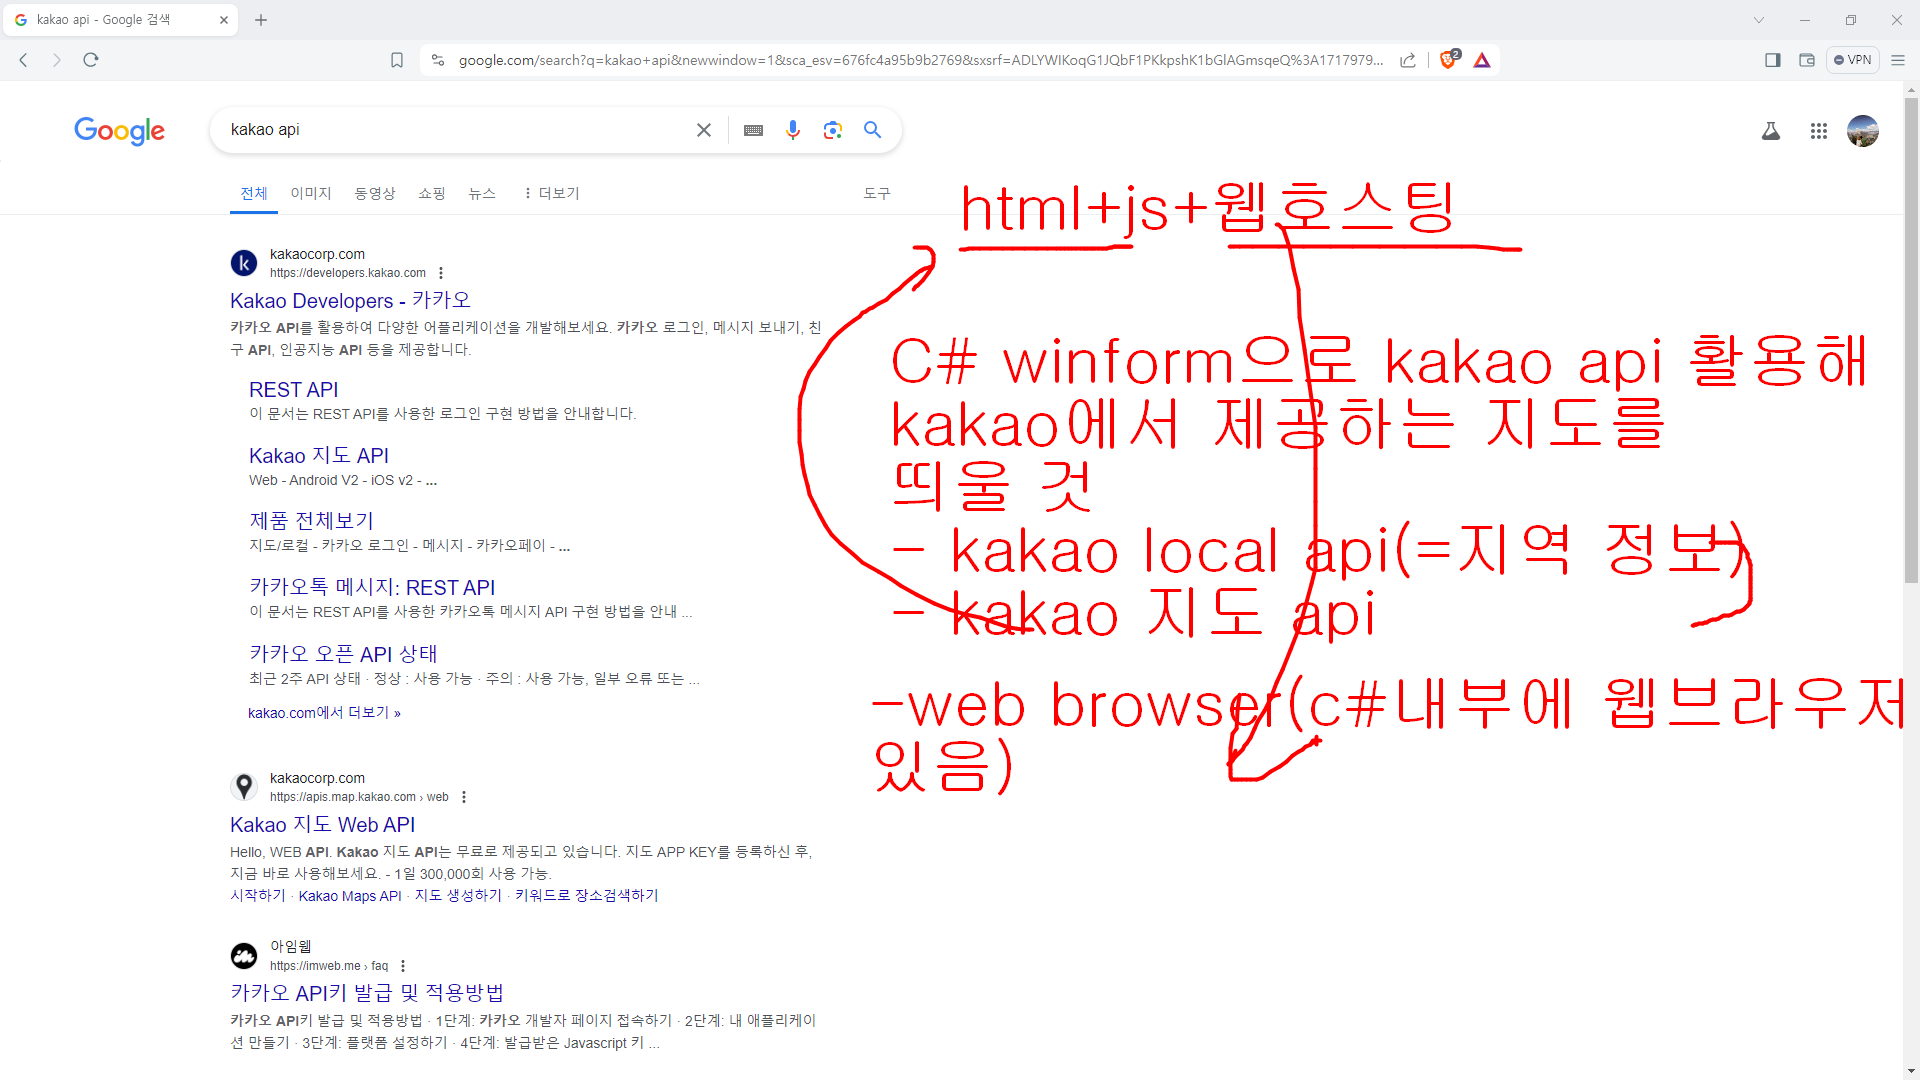 kakao api - Google 검색
google.com/search?q=kakao+api&newwindow=1&sca_esv=676fc4a95b9b2769&sxsrf=ADLYWIKoqG1JQbF1PKkpshK1bGlAGmsqeQ%3A1717979...
2
VPN
Google
kakao api
전체 이미지 동영상 쇼핑 뉴스 더보기 도구
html+js+웹호스팅
kakaocorp.com
https://developers.kakao.com
Kakao Developers - 카카오
카카오 API를 활용하여 다양한 어플리케이션을 개발해보세요. 카카오 로그인, 메시지 보내기, 친
구 API, 인공지능 API 등을 제공합니다.
REST API
이 문서는 REST API를 사용한 로그인 구현 방법을 안내합니다.
Kakao 지도 API
Web - Android V2 - iOS v2 - ...
제품 전체보기
지도/로컬 - 카카오 로그인 - 메시지 - 카카오페이 - ...
카카오톡 메시지: REST API
이 문서는 REST API를 사용한 카카오톡 메시지 API 구현 방법을 안내 ...
카카오 오픈 API 상태
최근 2주 API 상태 · 정상 : 사용 가능 · 주의 : 사용 가능, 일부 오류 또는 ...
kakao.com에서 더보기 »
C# winform으로 kakao api 활용해
kakao에서 제공하는 지도를
띄울 것
- kakao local api(=지역 정보)
- kakao 지도 api
-web browser(c#내부에 웹브라우저
있음)
kakaocorp.com
https://apis.map.kakao.com › web
Kakao 지도 Web API
Hello, WEB API. Kakao 지도 API는 무료로 제공되고 있습니다. 지도 APP KEY를 등록하신 후,
지금 바로 사용해보세요. - 1일 300,000회 사용 가능.
시작하기 · Kakao Maps API · 지도 생성하기 · 키워드로 장소검색하기
아임웹
https://imweb.me › faq
카카오 API키 발급 및 적용방법
카카오 API키 발급 및 적용방법 · 1단계: 카카오 개발자 페이지 접속하기 · 2단계: 내 애플리케이
션 만들기 · 3단계: 플랫폼 설정하기 · 4단계: 발급받은 Javascript 키 ...